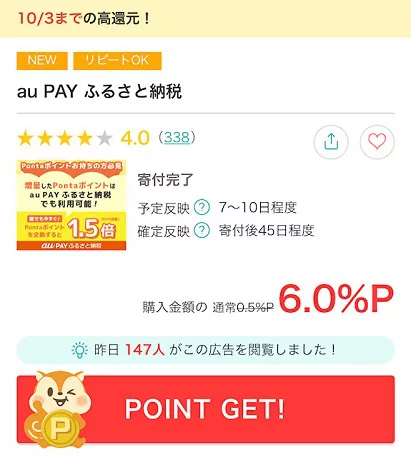 10/3までの高還元！
NEW リピートOK
au PAY ふるさと納税
4.0 (338)
Pontaポイントお持ちの方必見
増量したPontaポイントは
au PAY ふるさと納税
でも利用可能！
誰でも今すぐ!
Pontaポイント
を交換すると
1.5倍
au PAY ふるさと納税
寄付完了
予定反映 ? 7〜10日程度
確定反映 ? 寄付後45日程度
購入金額の 通常0.5%P 6.0%P
昨日 147人 がこの広告を閲覧しました！
P POINT GET!